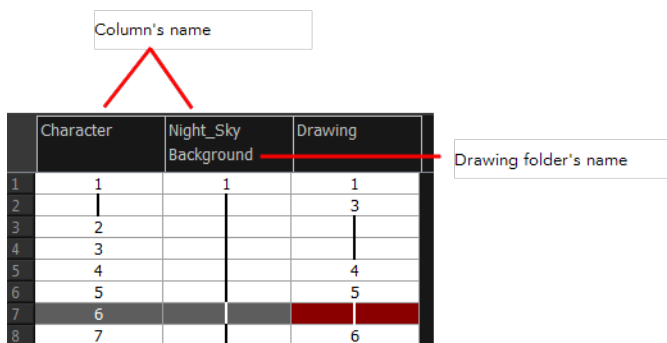 Column's name
Character Night_Sky Drawing
Background
Drawing folder's name
1 1 1 1
2 3
3 2
4 3
5 4 4
6 5 5
7 6
8 7 6